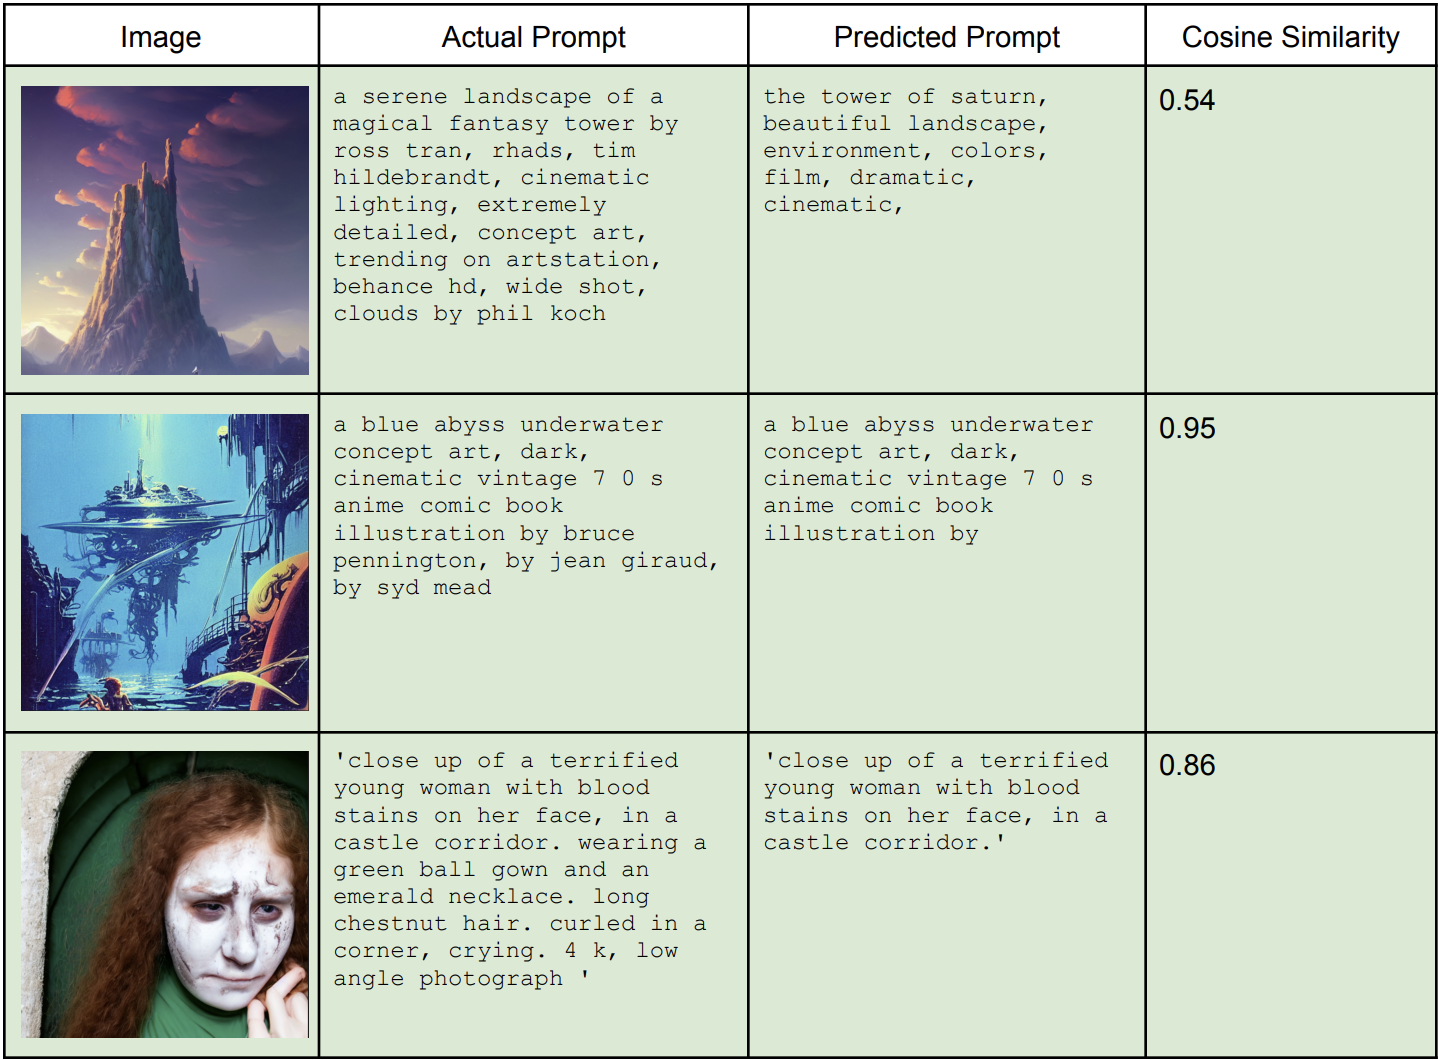 Image
Actual Prompt
Predicted Prompt
Cosine Similarity
a serene landscape of a
magical fantasy tower by
ross tran, rhads, tim
hildebrandt, cinematic
lighting, extremely
detailed, concept art,
trending on artstation,
behance hd, wide shot,
clouds by phil koch
the tower of saturn,
beautiful landscape,
environment, colors,
film, dramatic,
cinematic,
0.54
a blue abyss underwater
concept art, dark,
cinematic vintage 7 0 s
anime comic book
illustration by bruce
pennington, by jean giraud,
by syd mead
a blue abyss underwater
concept art, dark,
cinematic vintage 7 0 s
anime comic book
illustration by
0.95
'close up of a terrified
young woman with blood
stains on her face, in a
castle corridor. wearing a
green ball gown and an
emerald necklace. long
chestnut hair. curled in a
corner, crying. 4 k, low
angle photograph '
'close up of a terrified
young woman with blood
stains on her face, in a
castle corridor.'
0.86